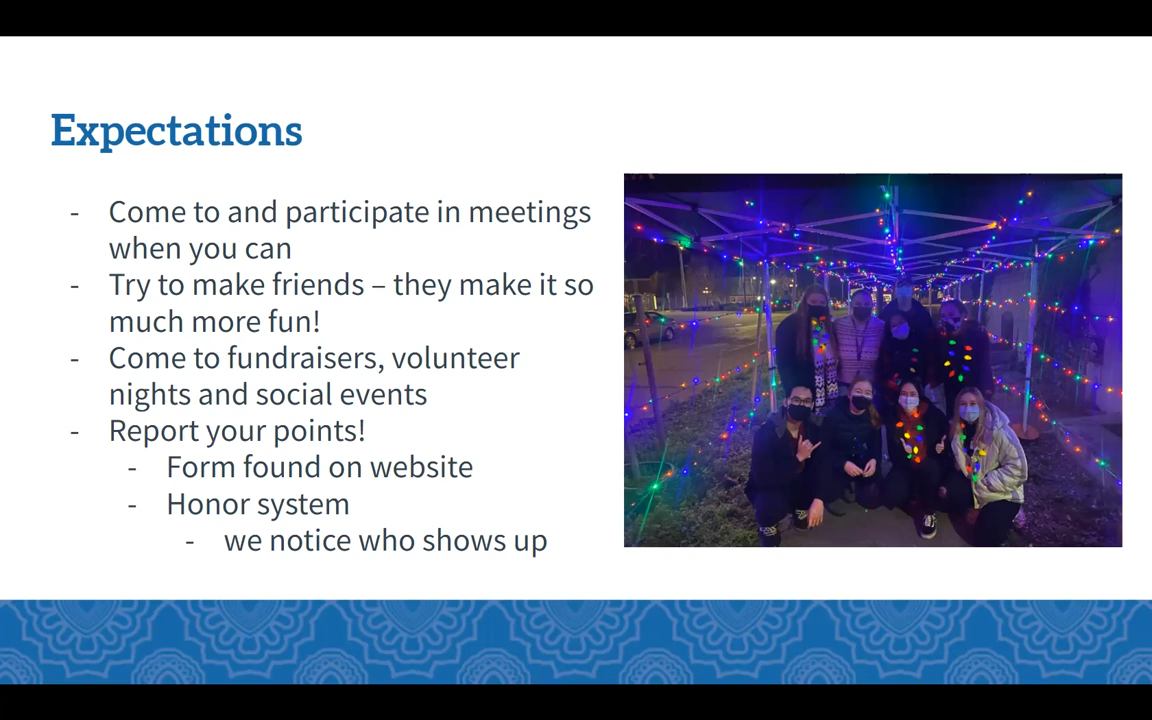 Expectations
- Come to and participate in meetings
when you can
- Try to make friends – they make it so
much more fun!
- Come to fundraisers, volunteer
nights and social events
- Report your points!
- Form found on website
- Honor system
- we notice who shows up